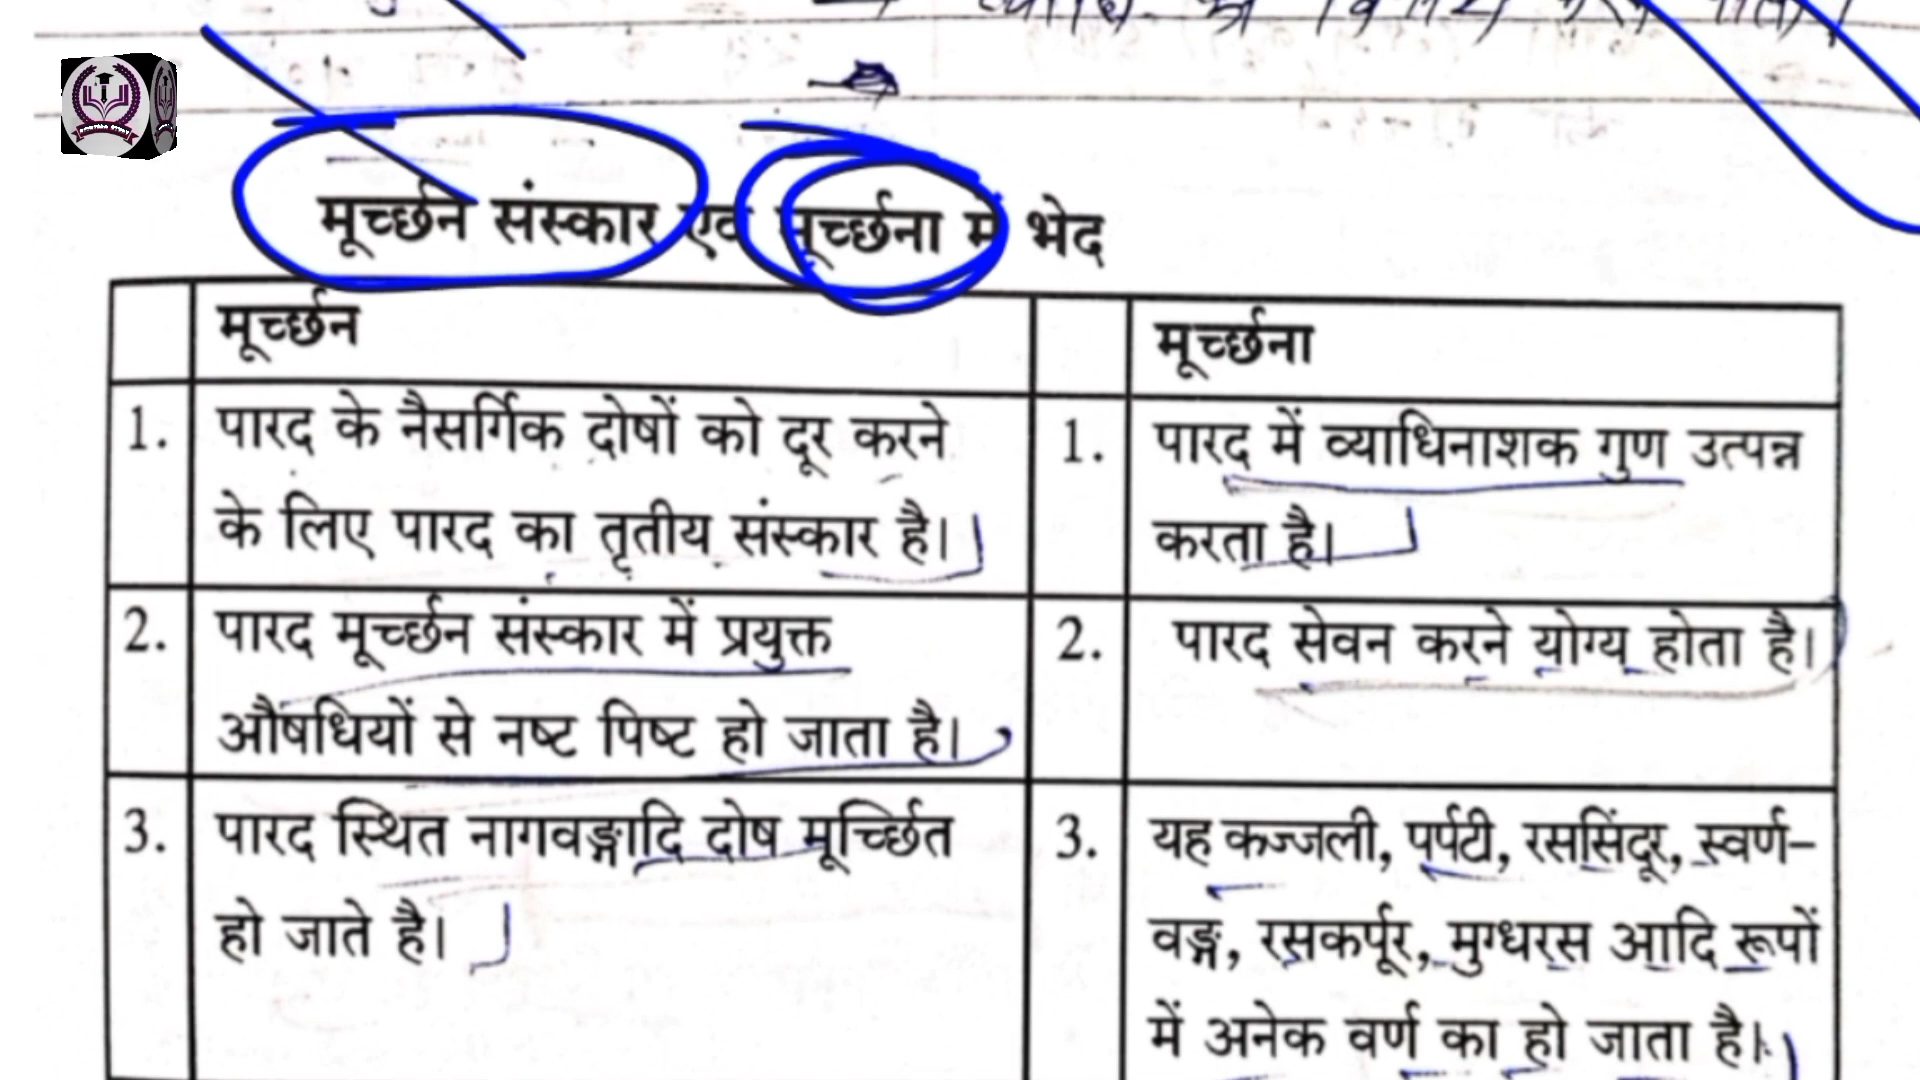 मूर्च्छन संस्कार एवं मूर्च्छना में भेद
मूर्च्छन
मूर्च्छना
1. पारद के नैसर्गिक दोषों को दूर करने
के लिए पारद का तृतीय संस्कार है।
1. पारद में व्याधिनाशक गुण उत्पन्न
करता है।
2. पारद मूर्च्छन संस्कार में प्रयुक्त
औषधियों से नष्ट पिष्ट हो जाता है।
2. पारद सेवन करने योग्य होता है।
3. पारद स्थित नागवङ्गादि दोष मूर्च्छित
हो जाते है।
3. यह कज्जली, पर्पटी, रससिंदूर, स्वर्ण-
वङ्ग, रसकर्पूर, मुग्धरस आदि रूपों
में अनेक वर्ण का हो जाता है।